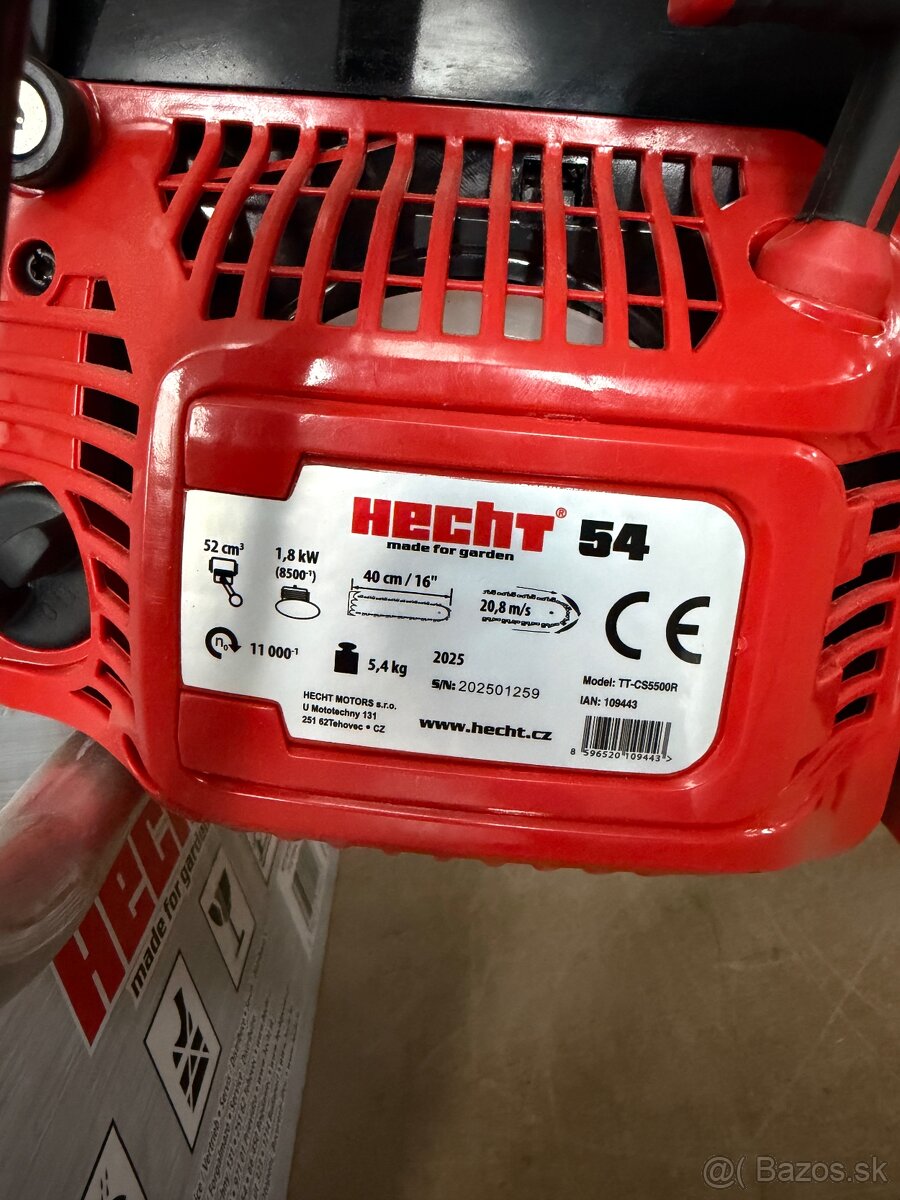 HECHT® 54
made for garden
52 cm³
1,8 kW
(8500⁻¹)
40 cm / 16"
20,8 m/s
n₀
11 000⁻¹
5,4 kg
2025
S/N: 202501259
CE
Model: TT-CS5500R
IAN: 109443
HECHT MOTORS s.r.o.
U Mototechny 131
251 62Tehovec • CZ
www.hecht.cz
8 596520 109443 >
HECH
made for garden
@( Bazos.sk